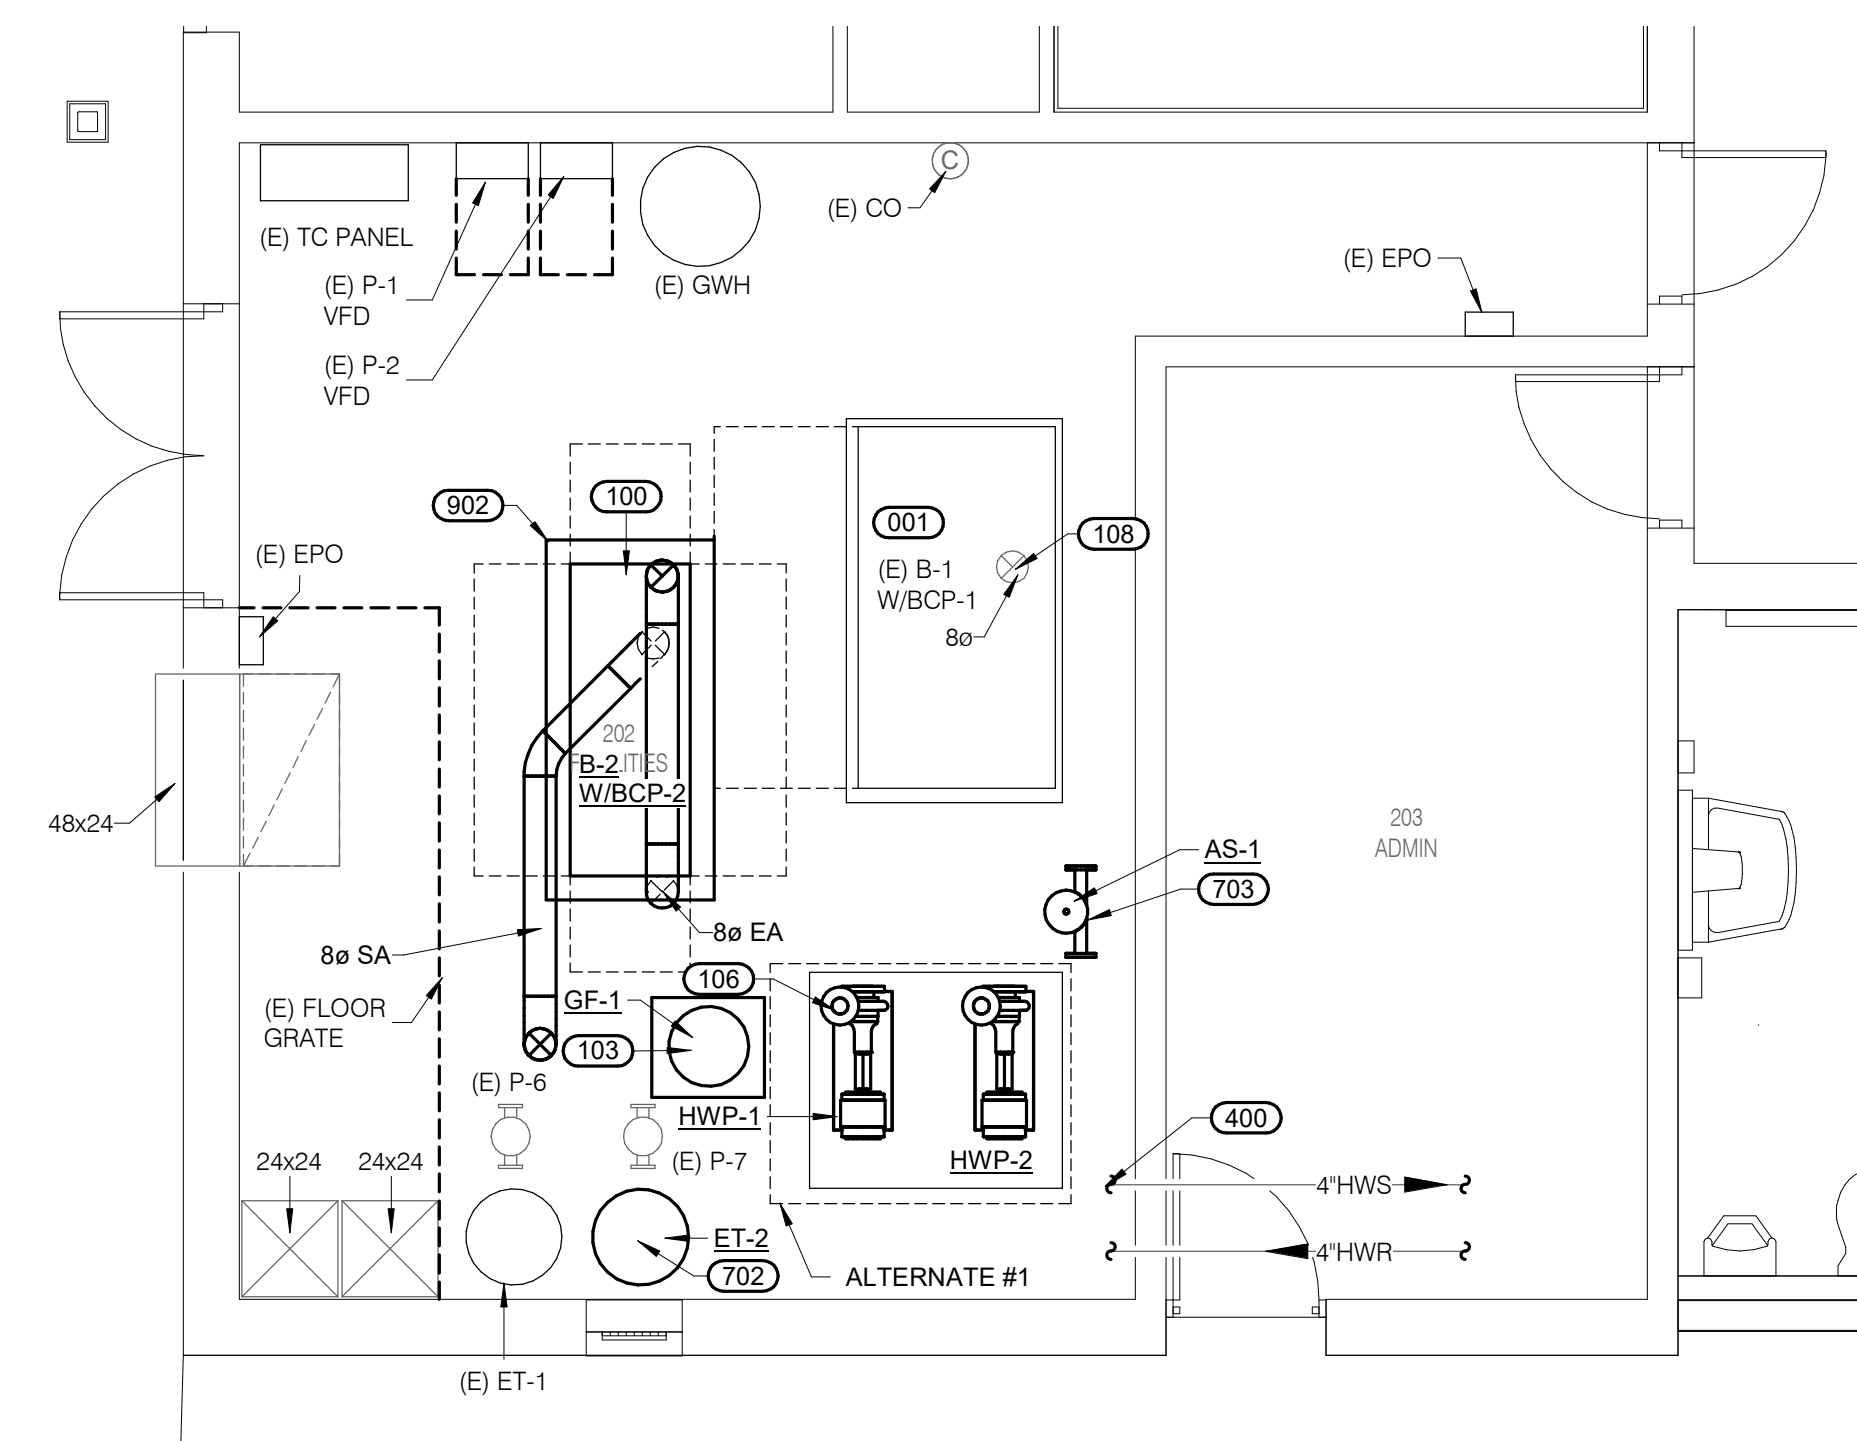 C
(E) CO
(E) TC PANEL
(E) P-1
VFD
(E) GWH
(E) EPO
(E) P-2
VFD
902
100
001
108
(E) EPO
(E) B-1
W/BCP-1
8ø
202
B-2
W/BCP-2
48x24
203
ADMIN
AS-1
703
8ø SA
8ø EA
106
(E) FLOOR
GRATE
GF-1
103
(E) P-6
HWP-1
400
24x24
24x24
(E) P-7
HWP-2
4"HWS
ET-2
4"HWR
702
ALTERNATE #1
(E) ET-1